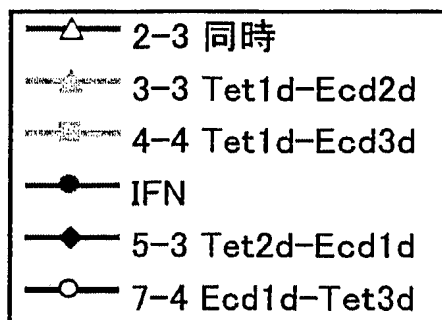 2-3 同時
3-3 Tet1d-Ecd2d
4-4 Tet1d-Ecd3d
IFN
5-3 Tet2d-Ecd1d
7-4 Ecd1d-Tet3d